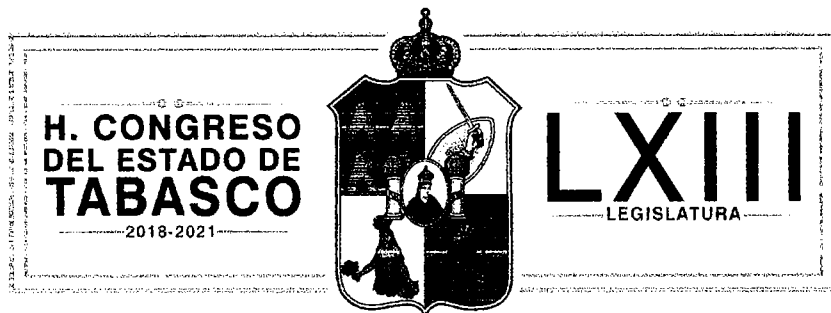 H. CONGRESO
DEL ESTADO DE
TABASCO
2018-2021
LXIII
LEGISLATURA